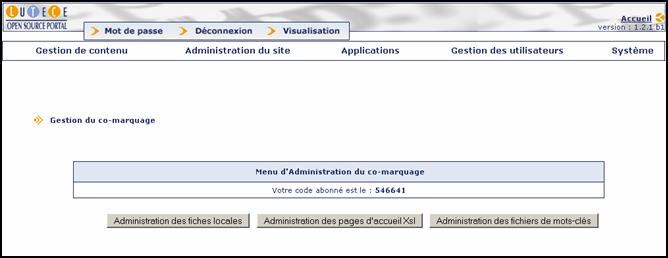 LUTECE
OPEN SOURCE PORTAL
Mot de passe Déconnexion Visualisation
Accueil
version : 1.2.1 bi
Gestion de contenu Administration du site Applications Gestion des utilisateurs Système
Gestion du co-marquage
Menu d'Administration du co-marquage
Votre code abonné est le : 546641
Administration des fiches locales Administration des pages d'accueil Xsl Administration des fichiers de mots-clés